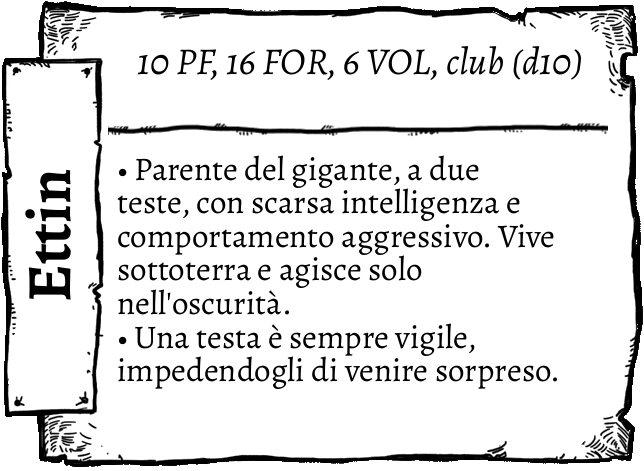 Ettin
10 PF, 16 FOR, 6 VOL, club (d10)
• Parente del gigante, a due
teste, con scarsa intelligenza e
comportamento aggressivo. Vive
sottoterra e agisce solo
nell'oscurità.
• Una testa è sempre vigile,
impedendogli di venire sorpreso.